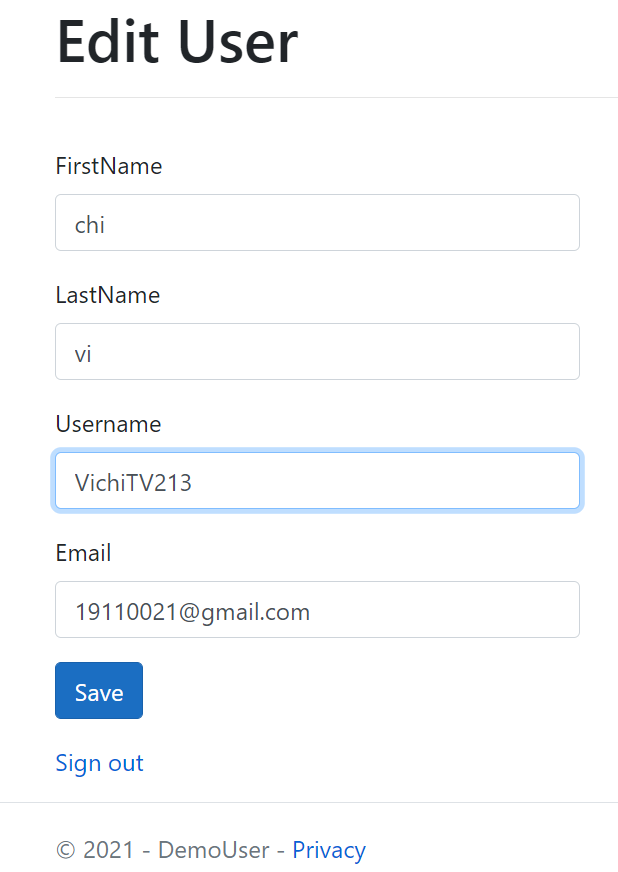 Edit User
FirstName
chi
LastName
vi
Username
VichiTV213
Email
19110021@gmail.com
Save
Sign out
© 2021 - DemoUser - Privacy